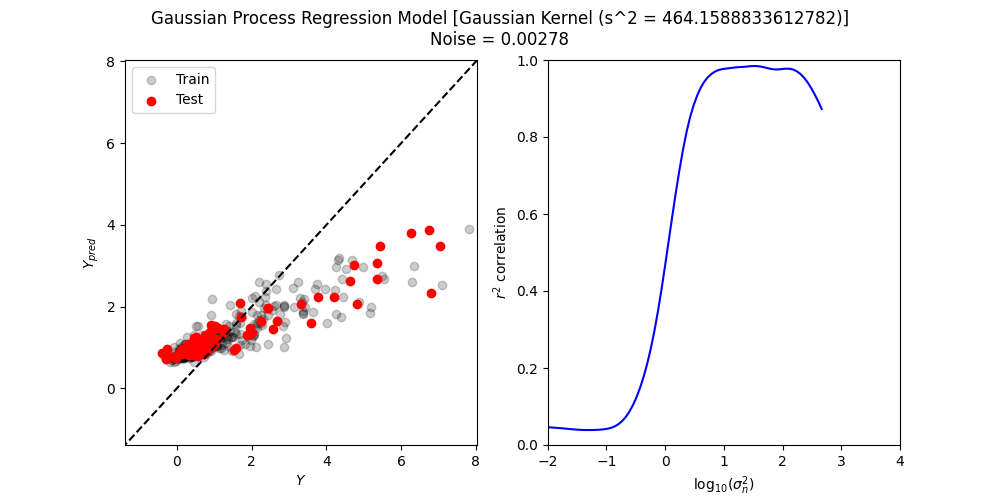 Gaussian Process Regression Model [Gaussian Kernel (s^2 = 464.1588833612782)]
Noise = 0.00278
Train
Test
8
6
4
2
0
0
2
4
6
8
Y
Y_pred
1.0
0.8
0.6
0.4
0.2
0.0
−2
−1
0
1
2
3
4
r² correlation
log₁₀(σₙ²)